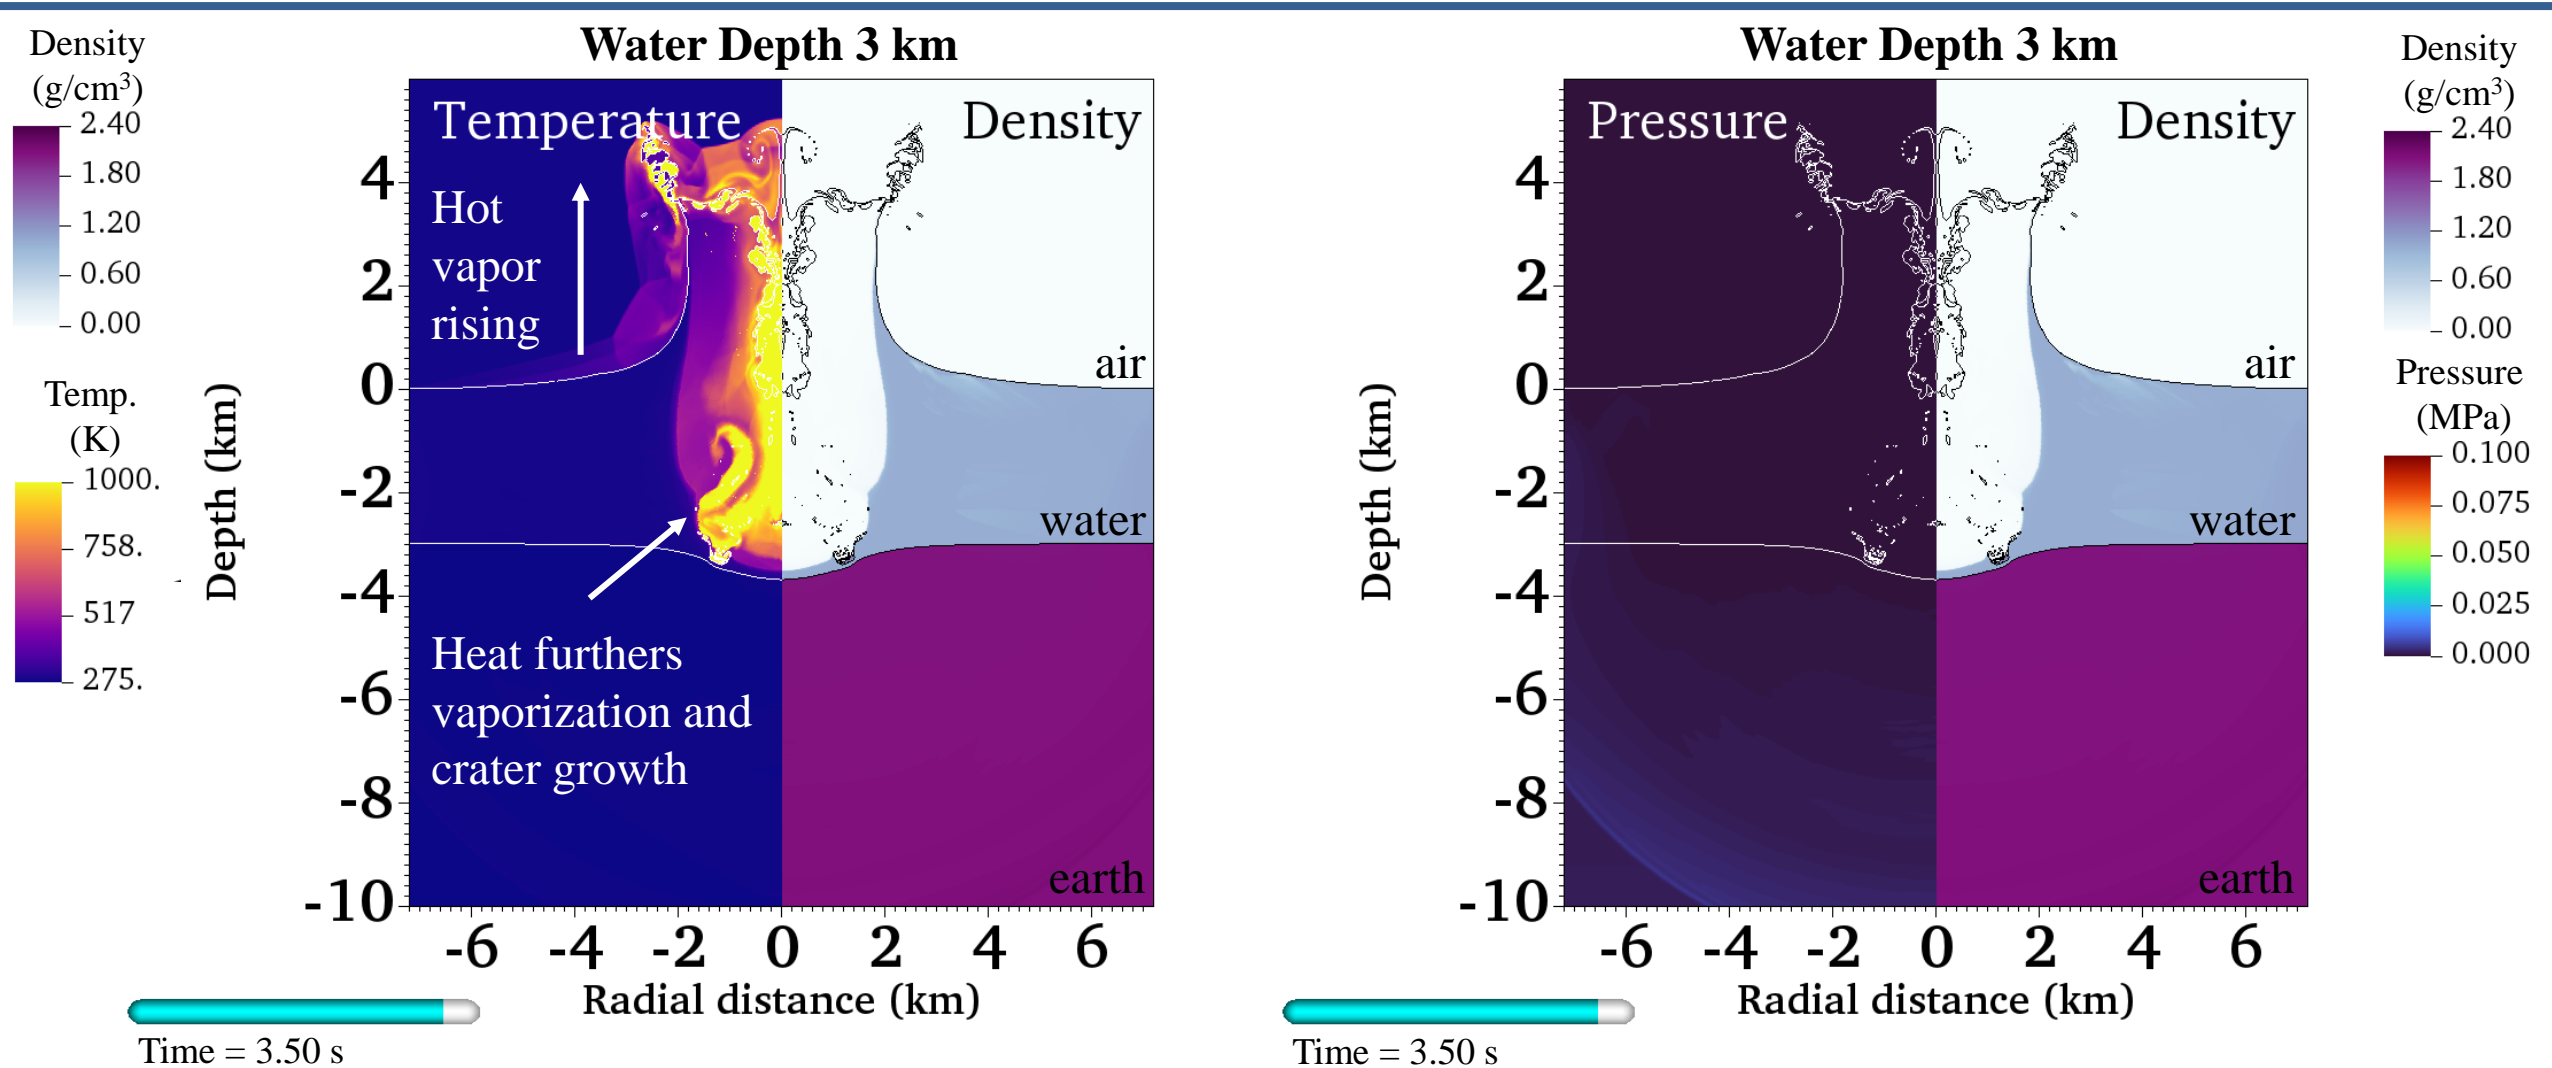 Water Depth 3 km
Density
(g/cm³)
2.40
1.80
1.20
0.60
0.00
Temp.
(K)
1000.
758.
517
275.
Depth (km)
4
2
0
-2
-4
-6
-8
-10
Temperature
Density
Hot
vapor
rising
air
water
Heat furthers
vaporization and
crater growth
earth
-6 -4 -2 0 2 4 6
Radial distance (km)
Time = 3.50 s
Water Depth 3 km
Depth (km)
4
2
0
-2
-4
-6
-8
-10
Pressure
Density
air
water
earth
-6 -4 -2 0 2 4 6
Radial distance (km)
Time = 3.50 s
Density
(g/cm³)
2.40
1.80
1.20
0.60
0.00
Pressure
(MPa)
0.100
0.075
0.050
0.025
0.000